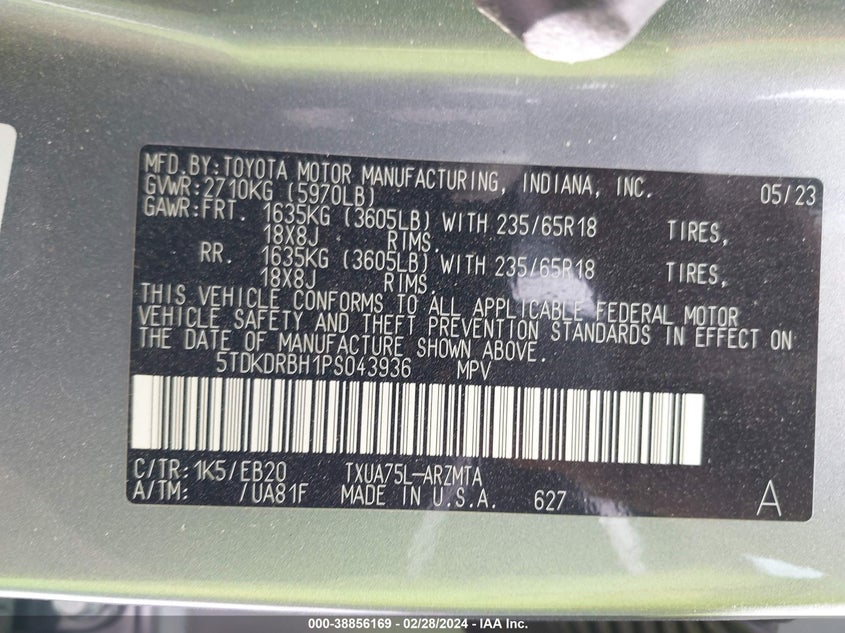 MFD.BY:TOYOTA MOTOR MANUFACTURING, INDIANA, INC. 05/23
GVWR:2710KG (5970LB)
GAWR:FRT. 1635KG (3605LB) WITH 235/65R18 TIRES,
18X8J RIMS.
RR. 1635KG (3605LB) WITH 235/65R18 TIRES,
18X8J RIMS.
THIS VEHICLE CONFORMS TO ALL APPLICABLE FEDERAL MOTOR
VEHICLE SAFETY AND THEFT PREVENTION STANDARDS IN EFFECT ON
THE DATE OF MANUFACTURE SHOWN ABOVE.
5TDKDRBH1PS043936 MPV
C/TR:1K5/EB20 TXUA75L-ARZMTA
A/TM: /UA81F MADE IN U.S.A. 627 A
000-38856169 - 02/28/2024 - IAA Inc.